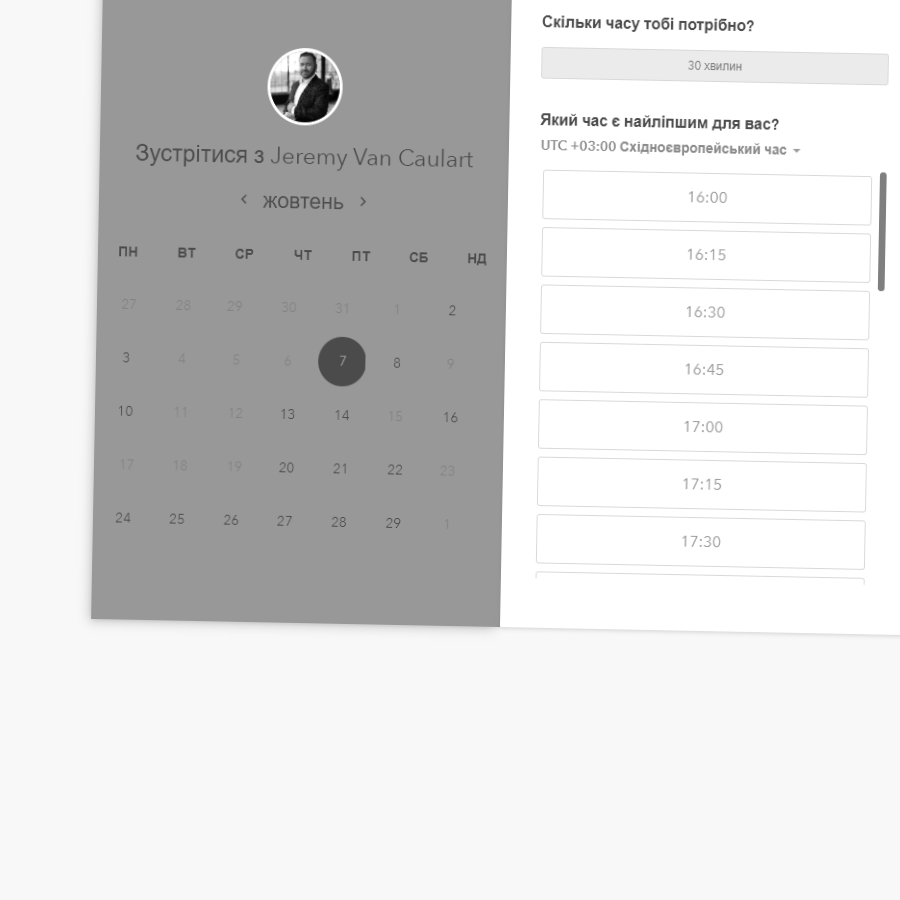 Зустрітися з Jeremy Van Caulart
жовтень
ПН ВТ СР ЧТ ПТ СБ НД
27 28 29 30 31 1 2
3 4 5 6 7 8 9
10 11 12 13 14 15 16
17 18 19 20 21 22 23
24 25 26 27 28 29 1
Скільки часу тобі потрібно?
30 хвилин
Який час є найліпшим для вас?
UTC +03:00 Східноєвропейський час
16:00
16:15
16:30
16:45
17:00
17:15
17:30